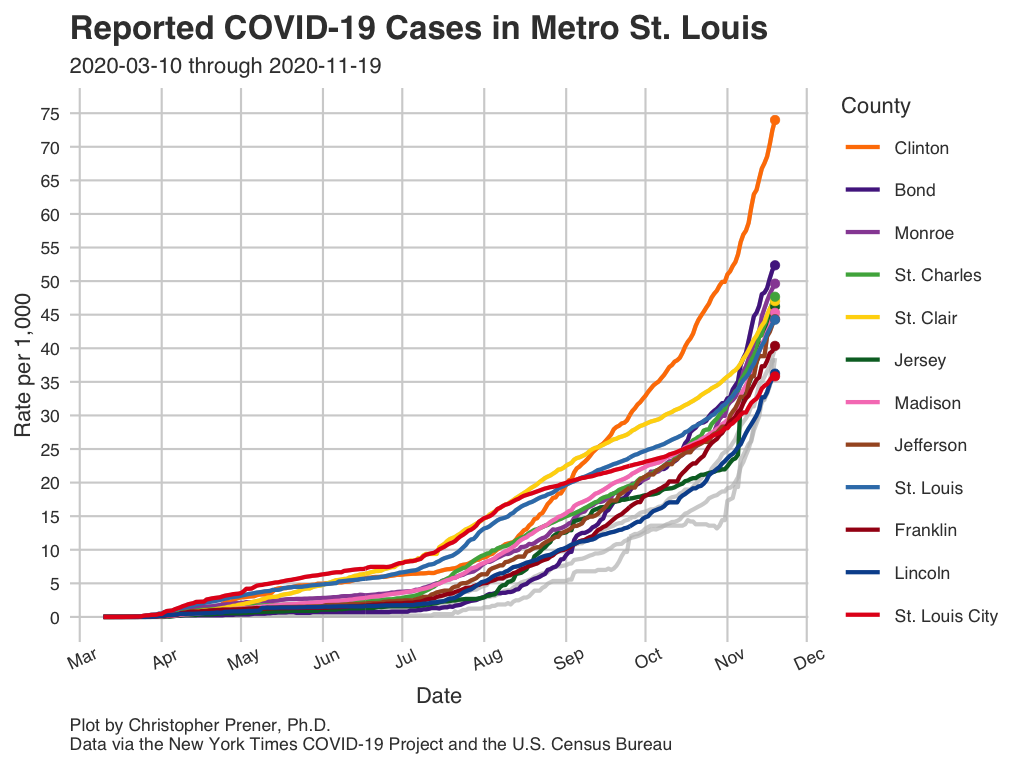 Reported COVID-19 Cases in Metro St. Louis
2020-03-10 through 2020-11-19
75
70
65
60
55
50
45
40
35
30
25
20
15
10
5
0
Rate per 1,000
Mar
Apr
May
Jun
Jul
Aug
Sep
Oct
Nov
Dec
Date
County
Clinton
Bond
Monroe
St. Charles
St. Clair
Jersey
Madison
Jefferson
St. Louis
Franklin
Lincoln
St. Louis City
Plot by Christopher Prener, Ph.D.
Data via the New York Times COVID-19 Project and the U.S. Census Bureau